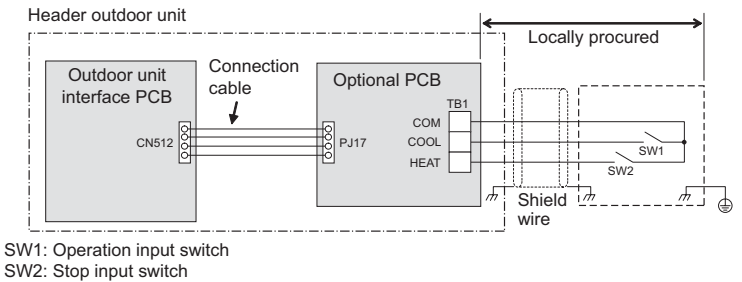 Header outdoor unit
Locally procured
Outdoor unit
interface PCB
Connection
cable
Optional PCB
TB1
CN512
PJ17
COM
COOL
HEAT
SW1
SW2
Shield
wire
SW1: Operation input switch
SW2: Stop input switch